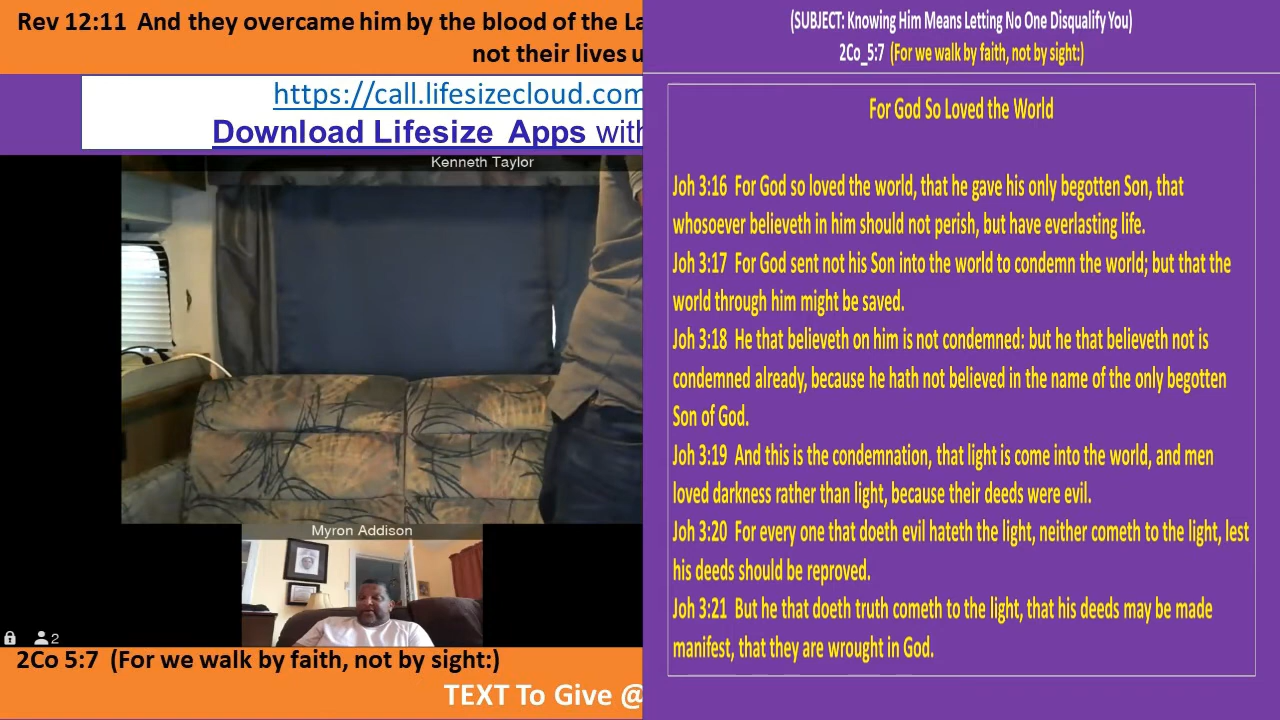 Rev 12:11  And they overcame him by the blood of the La
not their lives u
https://call.lifesizecloud.com
Download Lifesize  Apps with
Kenneth Taylor
Myron Addison
2
2Co 5:7  (For we walk by faith, not by sight:)
TEXT To Give @
(SUBJECT: Knowing Him Means Letting No One Disqualify You)
2Co_5:7  (For we walk by faith, not by sight:)
For God So Loved the World
Joh 3:16  For God so loved the world, that he gave his only begotten Son, that
whosoever believeth in him should not perish, but have everlasting life.
Joh 3:17  For God sent not his Son into the world to condemn the world; but that the
world through him might be saved.
Joh 3:18  He that believeth on him is not condemned: but he that believeth not is
condemned already, because he hath not believed in the name of the only begotten
Son of God.
Joh 3:19  And this is the condemnation, that light is come into the world, and men
loved darkness rather than light, because their deeds were evil.
Joh 3:20  For every one that doeth evil hateth the light, neither cometh to the light, lest
his deeds should be reproved.
Joh 3:21  But he that doeth truth cometh to the light, that his deeds may be made
manifest, that they are wrought in God.